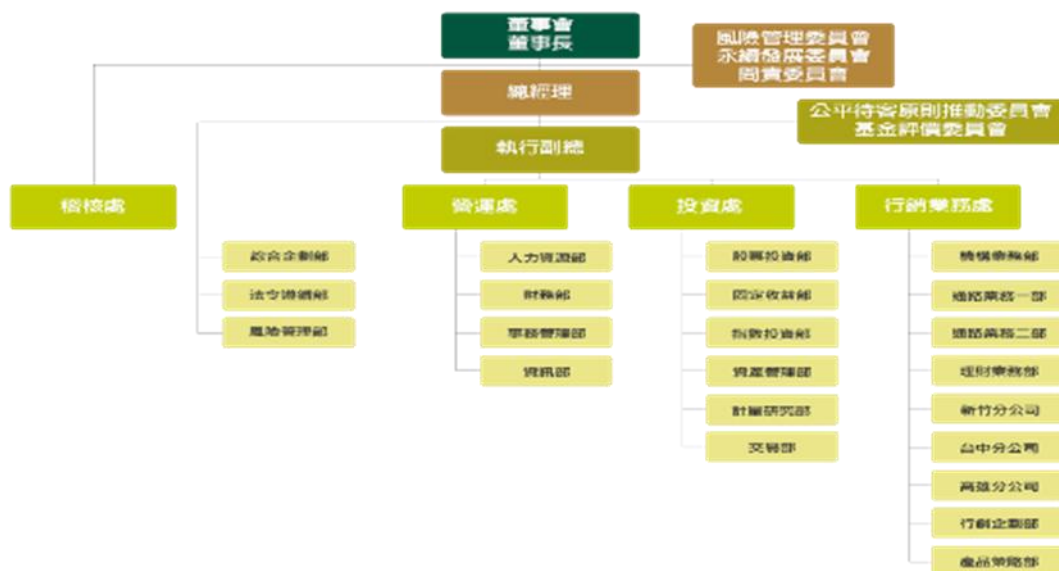 董事會
董事長
風險管理委員會
永續發展委員會
問責委員會
總經理
公平待客原則推動委員會
基金評價委員會
執行副總
稽核處
營運處
投資處
行銷業務處
綜合企劃部
法令遵循部
風險管理部
人力資源部
財務部
事務管理部
資訊部
股票投資部
固定收益部
指數投資部
資產管理部
計量研究部
交易部
機構業務部
通路業務一部
通路業務二部
理財業務部
新竹分公司
台中分公司
高雄分公司
行銷企劃部
產品策略部